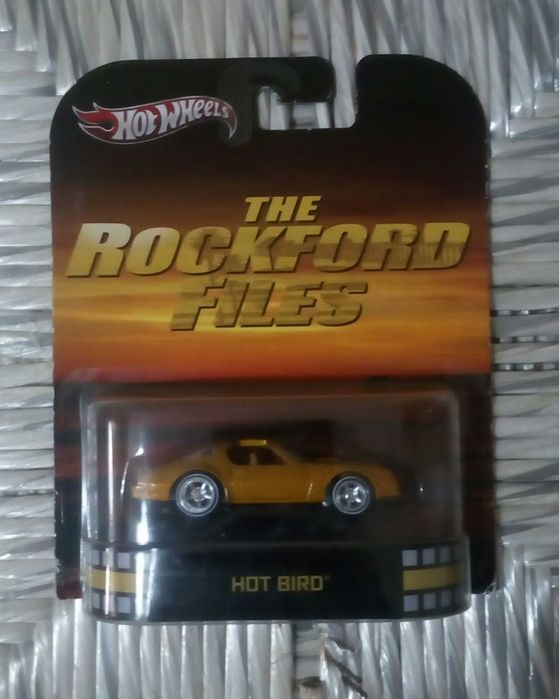 HOT WHEELS
THE
ROCKFORD
FILES
HOT BIRD®